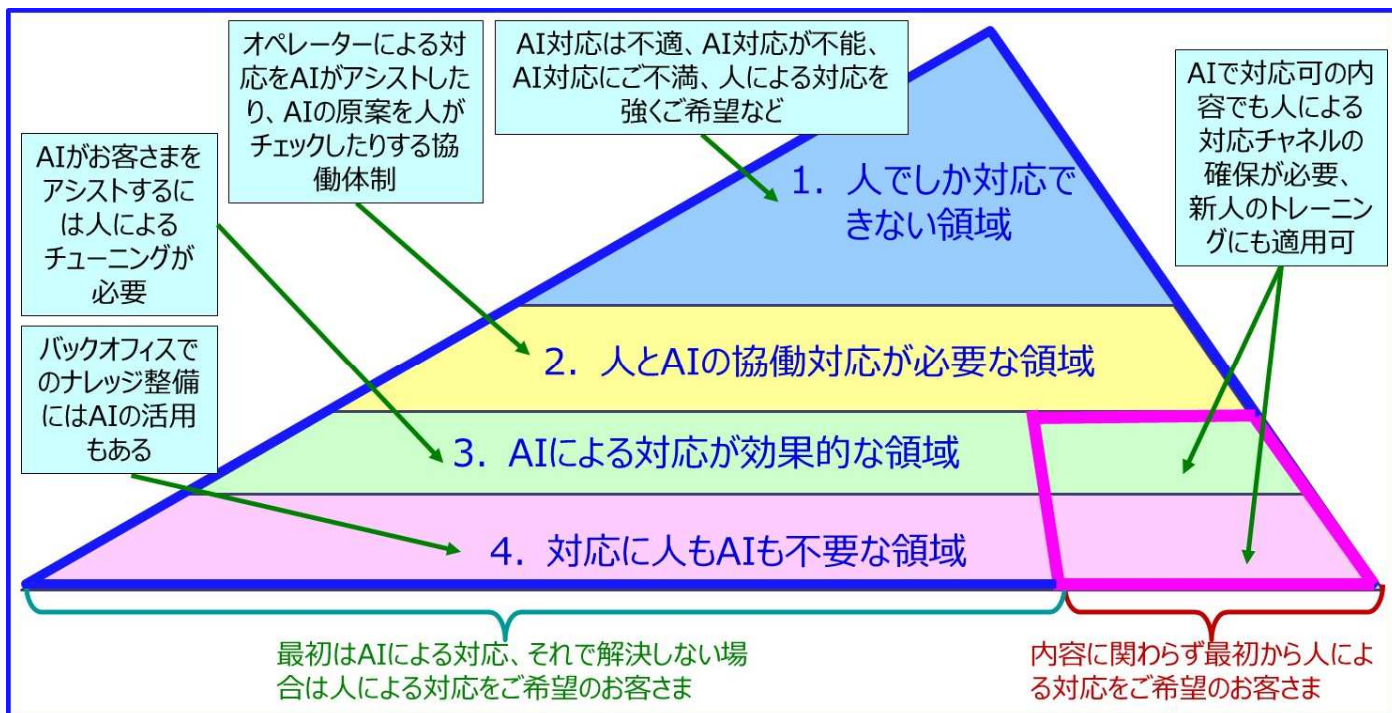 オペレーターによる対
応をAIがアシストした
り、AIの原案を人が
チェックしたりする協
働体制
AI対応は不適、AI対応が不能、
AI対応にご不満、人による対応を
強くご希望など
AIで対応可の内
容でも人による
対応チャネルの
確保が必要、
新人のトレーニン
グにも適用可
AIがお客さまを
アシストするに
は人による
チューニングが
必要
バックオフィスで
のナレッジ整備
にはAIの活用
もある
1. 人でしか対応で
きない領域
2. 人とAIの協働対応が必要な領域
3. AIによる対応が効果的な領域
4. 対応に人もAIも不要な領域
最初はAIによる対応、それで解決しない場
合は人による対応をご希望のお客さま
内容に関わらず最初から人によ
る対応をご希望のお客さま